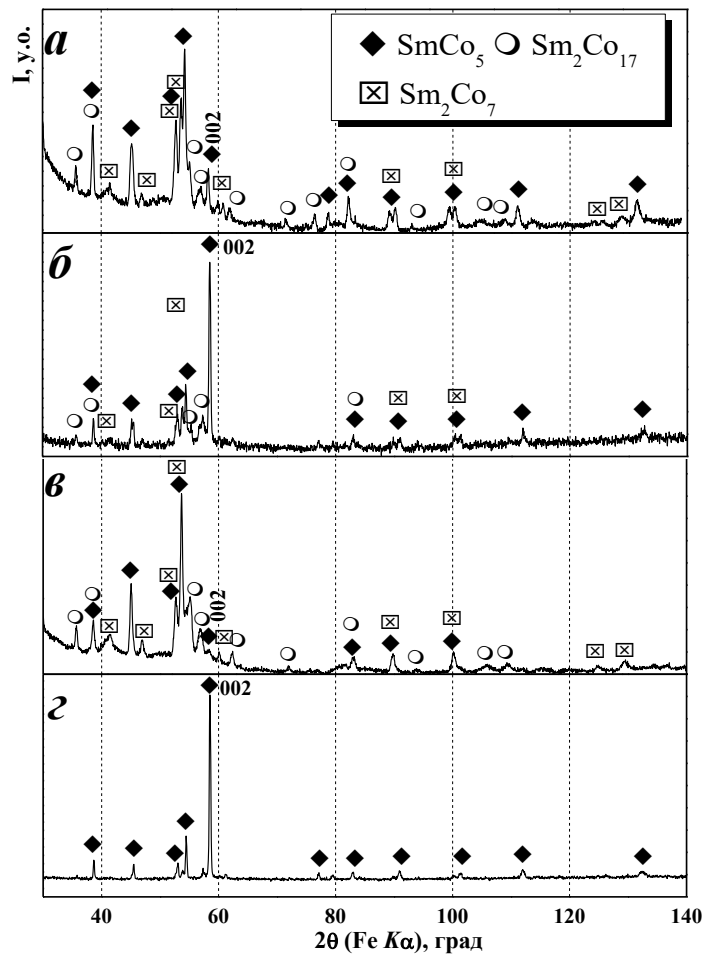 I, у.о.
а
SmCo₅ Sm₂Co₁₇
Sm₂Co₇
002
б
002
в
002
г
002
40 60 80 100 120 140
2θ (Fe Kα), град